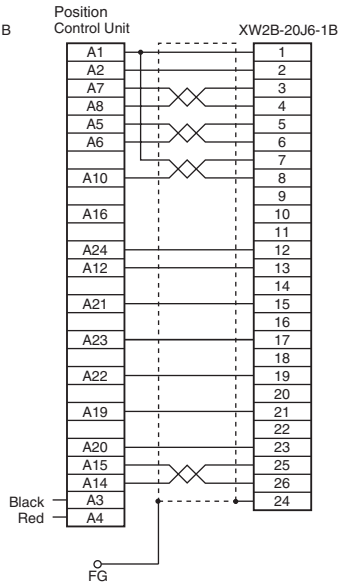 Position
B Control Unit XW2B-20J6-1B
A1 1
A2 2
A7 3
A8 4
A5 5
A6 6
7
A10 8
9
A16 10
11
A24 12
A12 13
14
A21 15
16
A23 17
18
A22 19
20
A19 21
22
A20 23
A15 25
A14 26
Black A3 24
Red A4
FG